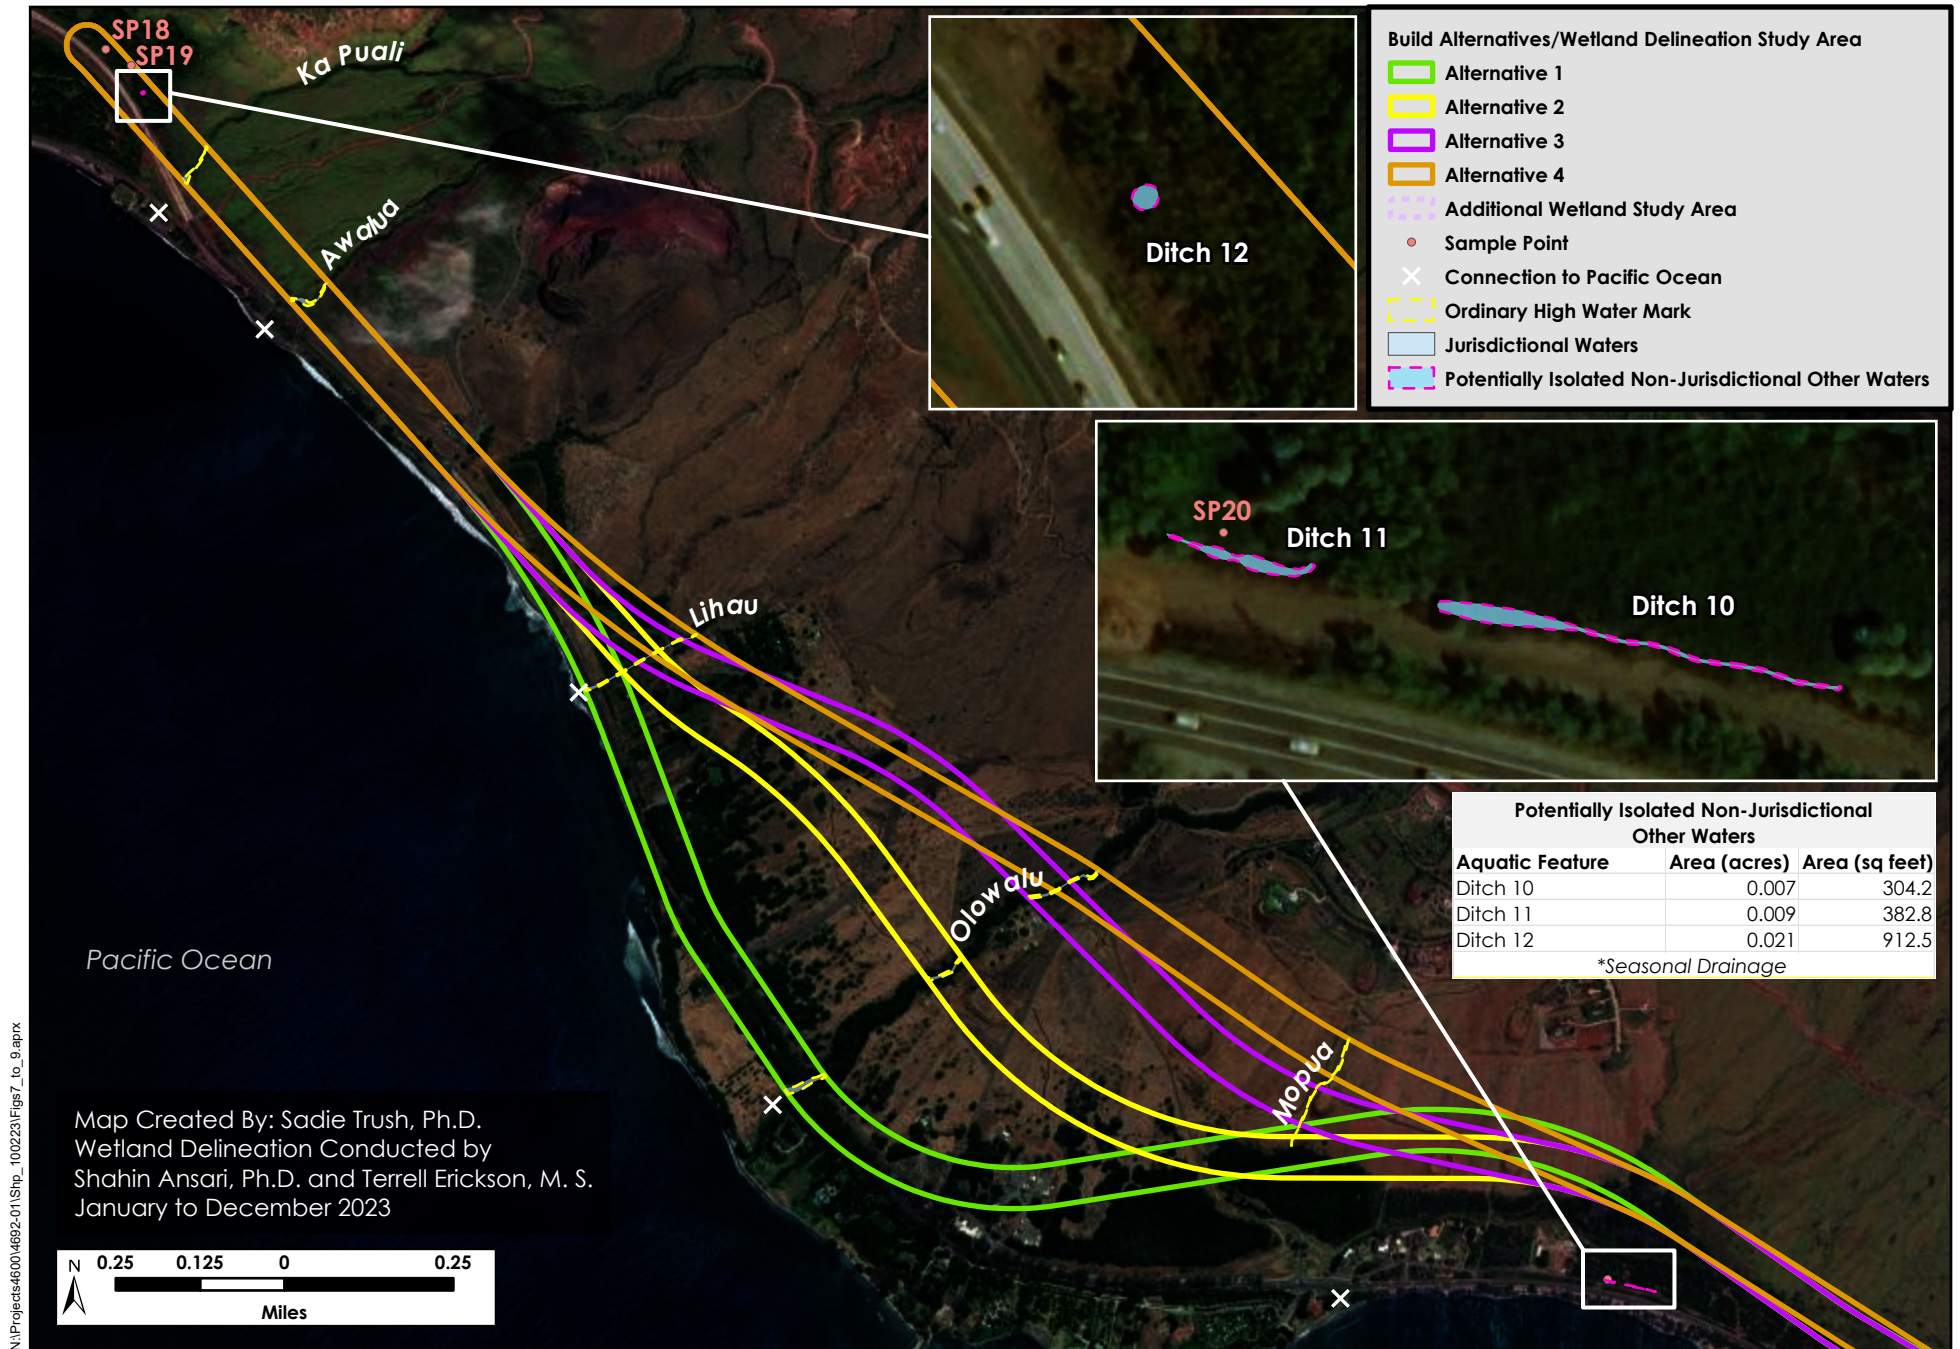 SP18
SP19
Ka Puali
Awalua
Lihau
Olowalu
Mopua
Pacific Ocean
Ditch 12
Build Alternatives/Wetland Delineation Study Area
Alternative 1
Alternative 2
Alternative 3
Alternative 4
Additional Wetland Study Area
Sample Point
Connection to Pacific Ocean
Ordinary High Water Mark
Jurisdictional Waters
Potentially Isolated Non-Jurisdictional Other Waters
SP20
Ditch 11
Ditch 10
Potentially Isolated Non-Jurisdictional
Other Waters
Aquatic Feature Area (acres) Area (sq feet)
Ditch 10 0.007 304.2
Ditch 11 0.009 382.8
Ditch 12 0.021 912.5
*Seasonal Drainage
Map Created By: Sadie Trush, Ph.D.
Wetland Delineation Conducted by
Shahin Ansari, Ph.D. and Terrell Erickson, M. S.
January to December 2023
N 0.25 0.125 0 0.25
Miles
N:\Projects4600\4692-01\Shp_100223\Figs7_to_9.aprx